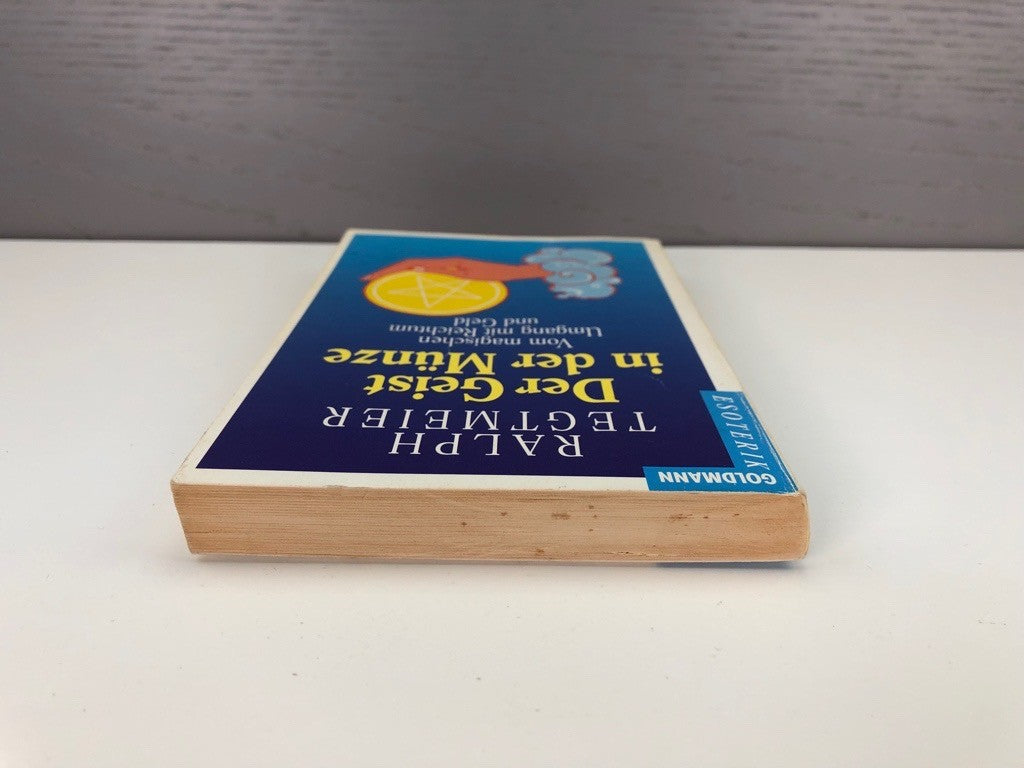 GOLDMANN
ESOTERIK
RALPH
TEGTMEIER
Der Geist
in der Münze
Vom magischen
Umgang mit Reichtum
und Geld